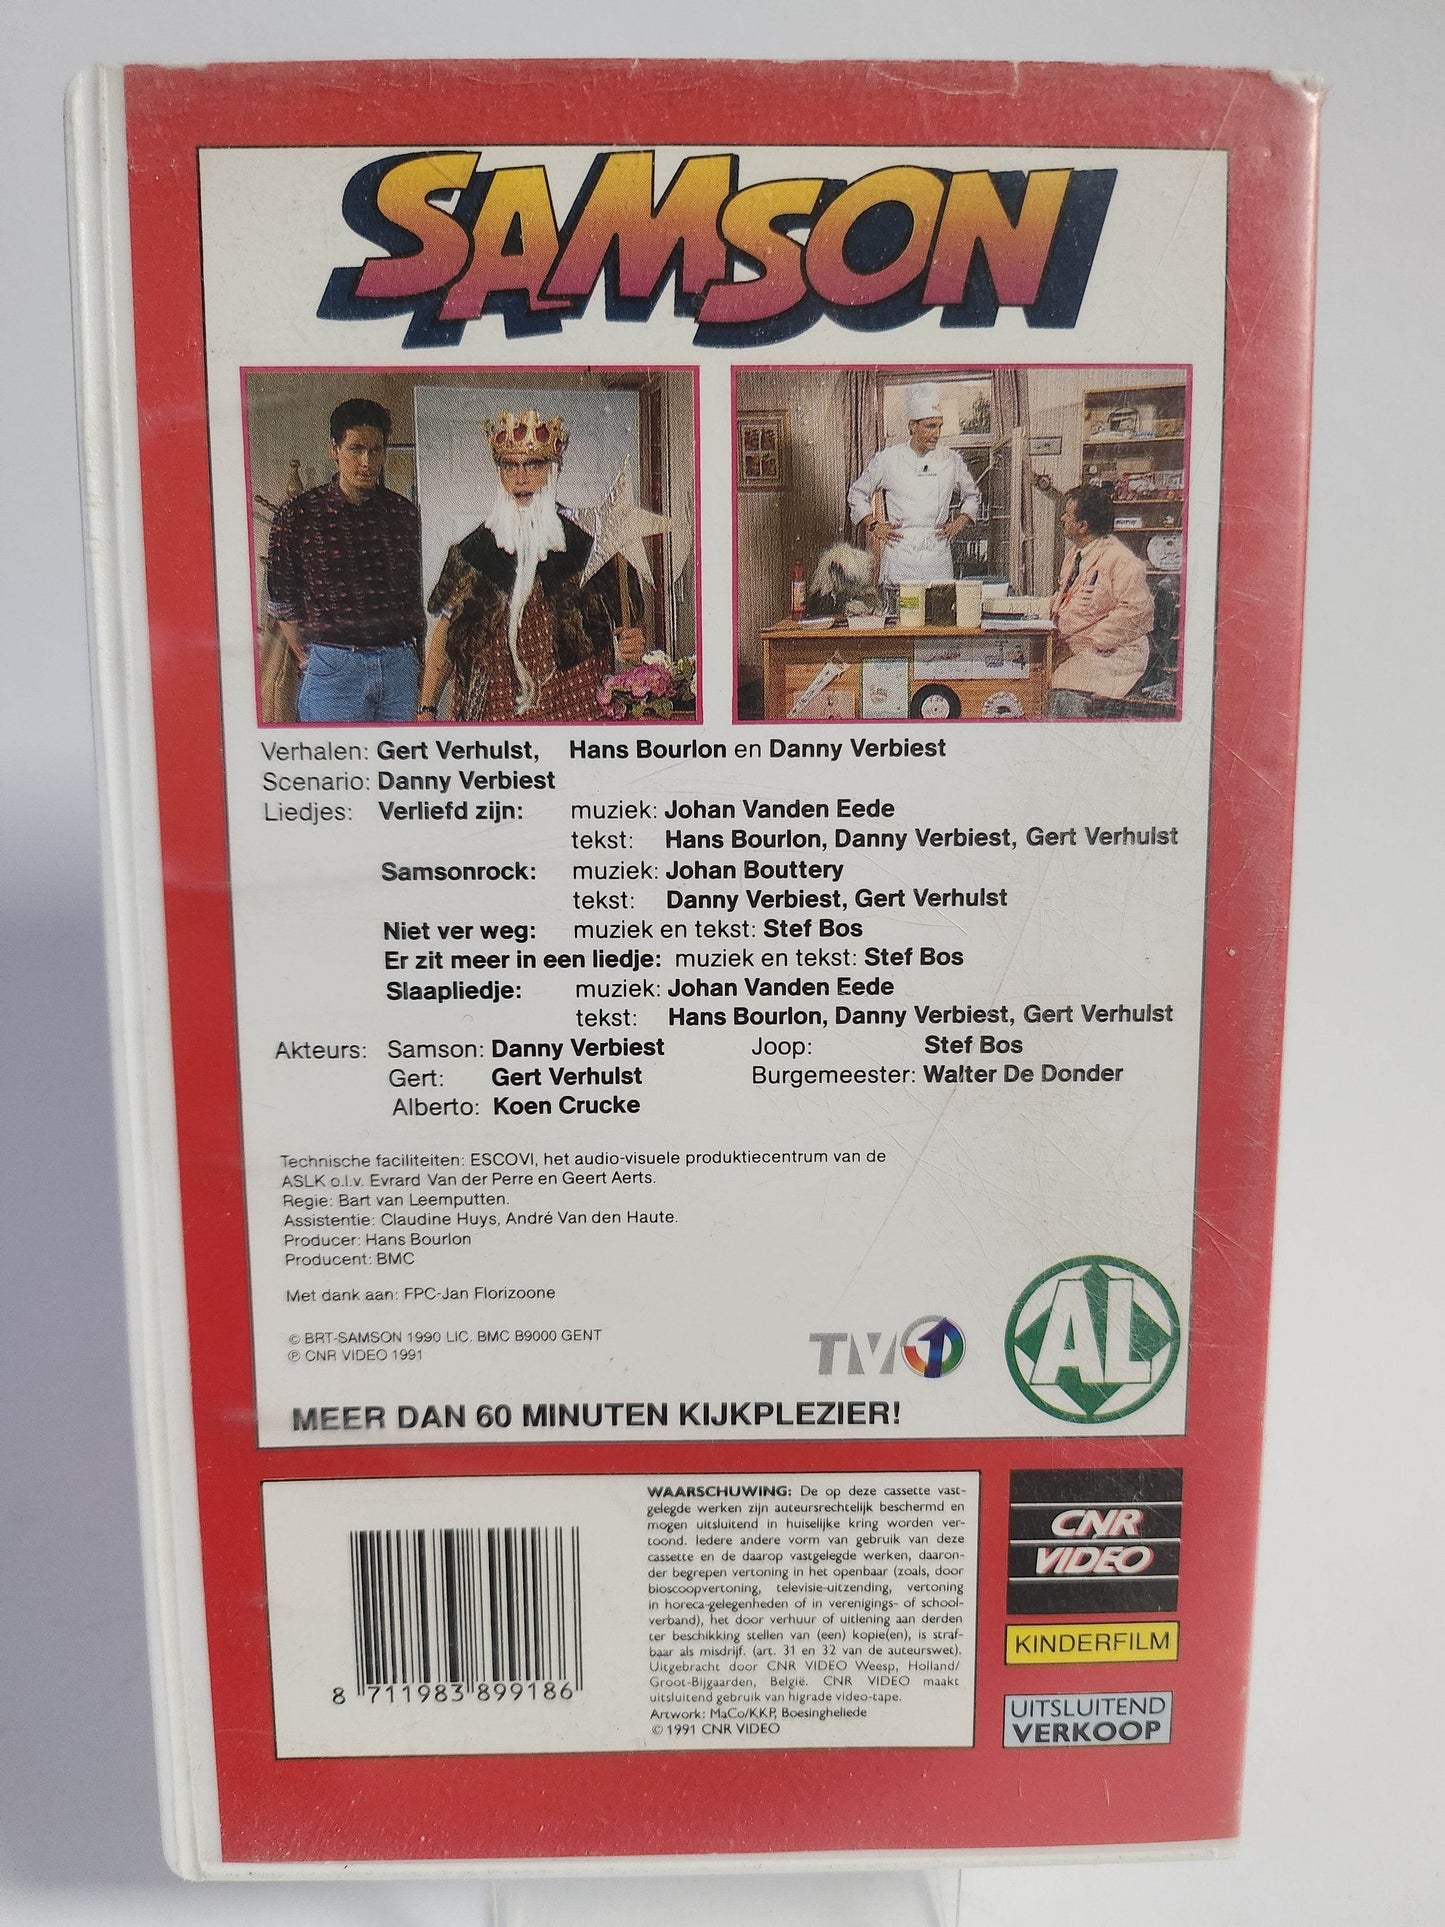 SAMSON
Verhalen: Gert Verhulst, Hans Bourlon en Danny Verbiest
Scenario: Danny Verbiest
Liedjes: Verliefd zijn: muziek: Johan Vanden Eede
tekst: Hans Bourlon, Danny Verbiest, Gert Verhulst
Samsonrock: muziek: Johan Bouttery
tekst: Danny Verbiest, Gert Verhulst
Niet ver weg: muziek en tekst: Stef Bos
Er zit meer in een liedje: muziek en tekst: Stef Bos
Slaapliedje: muziek: Johan Vanden Eede
tekst: Hans Bourlon, Danny Verbiest, Gert Verhulst
Akteurs: Samson: Danny Verbiest Joop: Stef Bos
Gert: Gert Verhulst Burgemeester: Walter De Donder
Alberto: Koen Crucke
Technische faciliteiten: ESCOVI, het audio-visuele produktiecentrum van de
ASLK o.l.v. Evrard Van der Perre en Geert Aerts.
Regie: Bart van Leemputten.
Assistentie: Claudine Huys, André Van den Haute.
Producer: Hans Bourlon
Producent: BMC
Met dank aan: FPC-Jan Florizoone
© BRT-SAMSON 1990 LIC. BMC B9000 GENT
℗ CNR VIDEO 1991
TV1
AL
MEER DAN 60 MINUTEN KIJKPLEZIER!
WAARSCHUWING: De op deze cassette vast-
gelegde werken zijn auteursrechtelijk beschermd en
mogen uitsluitend in huiselijke kring worden ver-
toond. Iedere andere vorm van gebruik van deze
cassette en de daarop vastgelegde werken, daaron-
der begrepen vertoning in het openbaar (zoals, door
bioscoopvertoning, televisie-uitzending, vertoning
in horeca-gelegenheden of in verenigings- of school-
verband), het door verhuur of uitlening aan derden
ter beschikking stellen van (een) kopie(en), is straf-
baar als misdrijf. (art. 31 en 32 van de auteurswet).
Uitgebracht door CNR VIDEO Weesp, Holland/
Groot-Bijgaarden, België. CNR VIDEO maakt
uitsluitend gebruik van higrade video-tape.
Artwork: MaCo/KKP, Boesingheliede
© 1991 CNR VIDEO
8 711983 899186
CNR
VIDEO
KINDERFILM
UITSLUITEND
VERKOOP